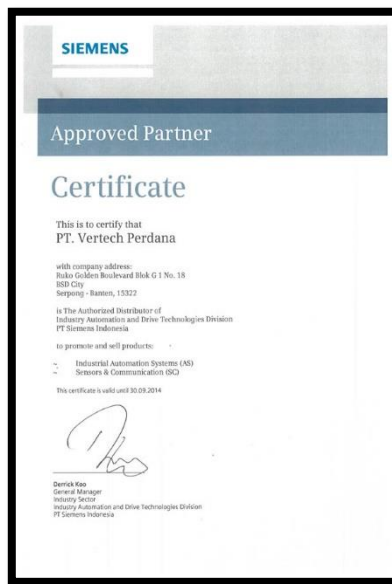 SIEMENS
Approved Partner
Certificate
This is to certify that
PT. Vertech Perdana
with company address:
Ruko Golden Boulevard Blok G 1 No. 18
BSD City
Serpong - Banten, 15322
is The Authorized Distributor of
Industry Automation and Drive Technologies Division
PT Siemens Indonesia
to promote and sell products:
~ Industrial Automation Systems (AS)
~ Sensors & Communication (SC)
This certificate is valid until 30.09.2014
Derrick Koo
General Manager
Industry Sector
Industry Automation and Drive Technologies Division
PT Siemens Indonesia